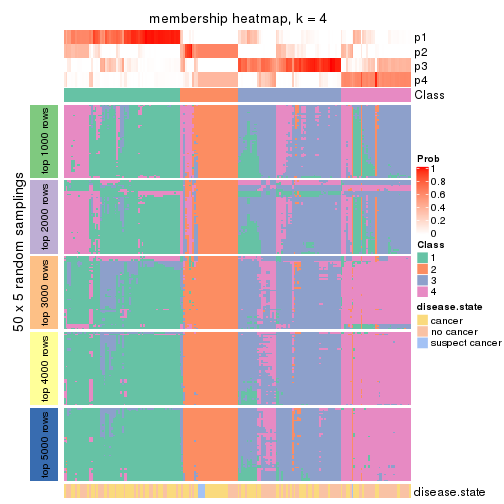 membership heatmap, k = 4
p1
p2
p3
p4
Class
50 x 5 random samplings
top 1000 rows
top 2000 rows
top 3000 rows
top 4000 rows
top 5000 rows
disease.state
Prob
1
0.8
0.6
0.4
0.2
0
Class
1
2
3
4
disease.state
cancer
no cancer
suspect cancer